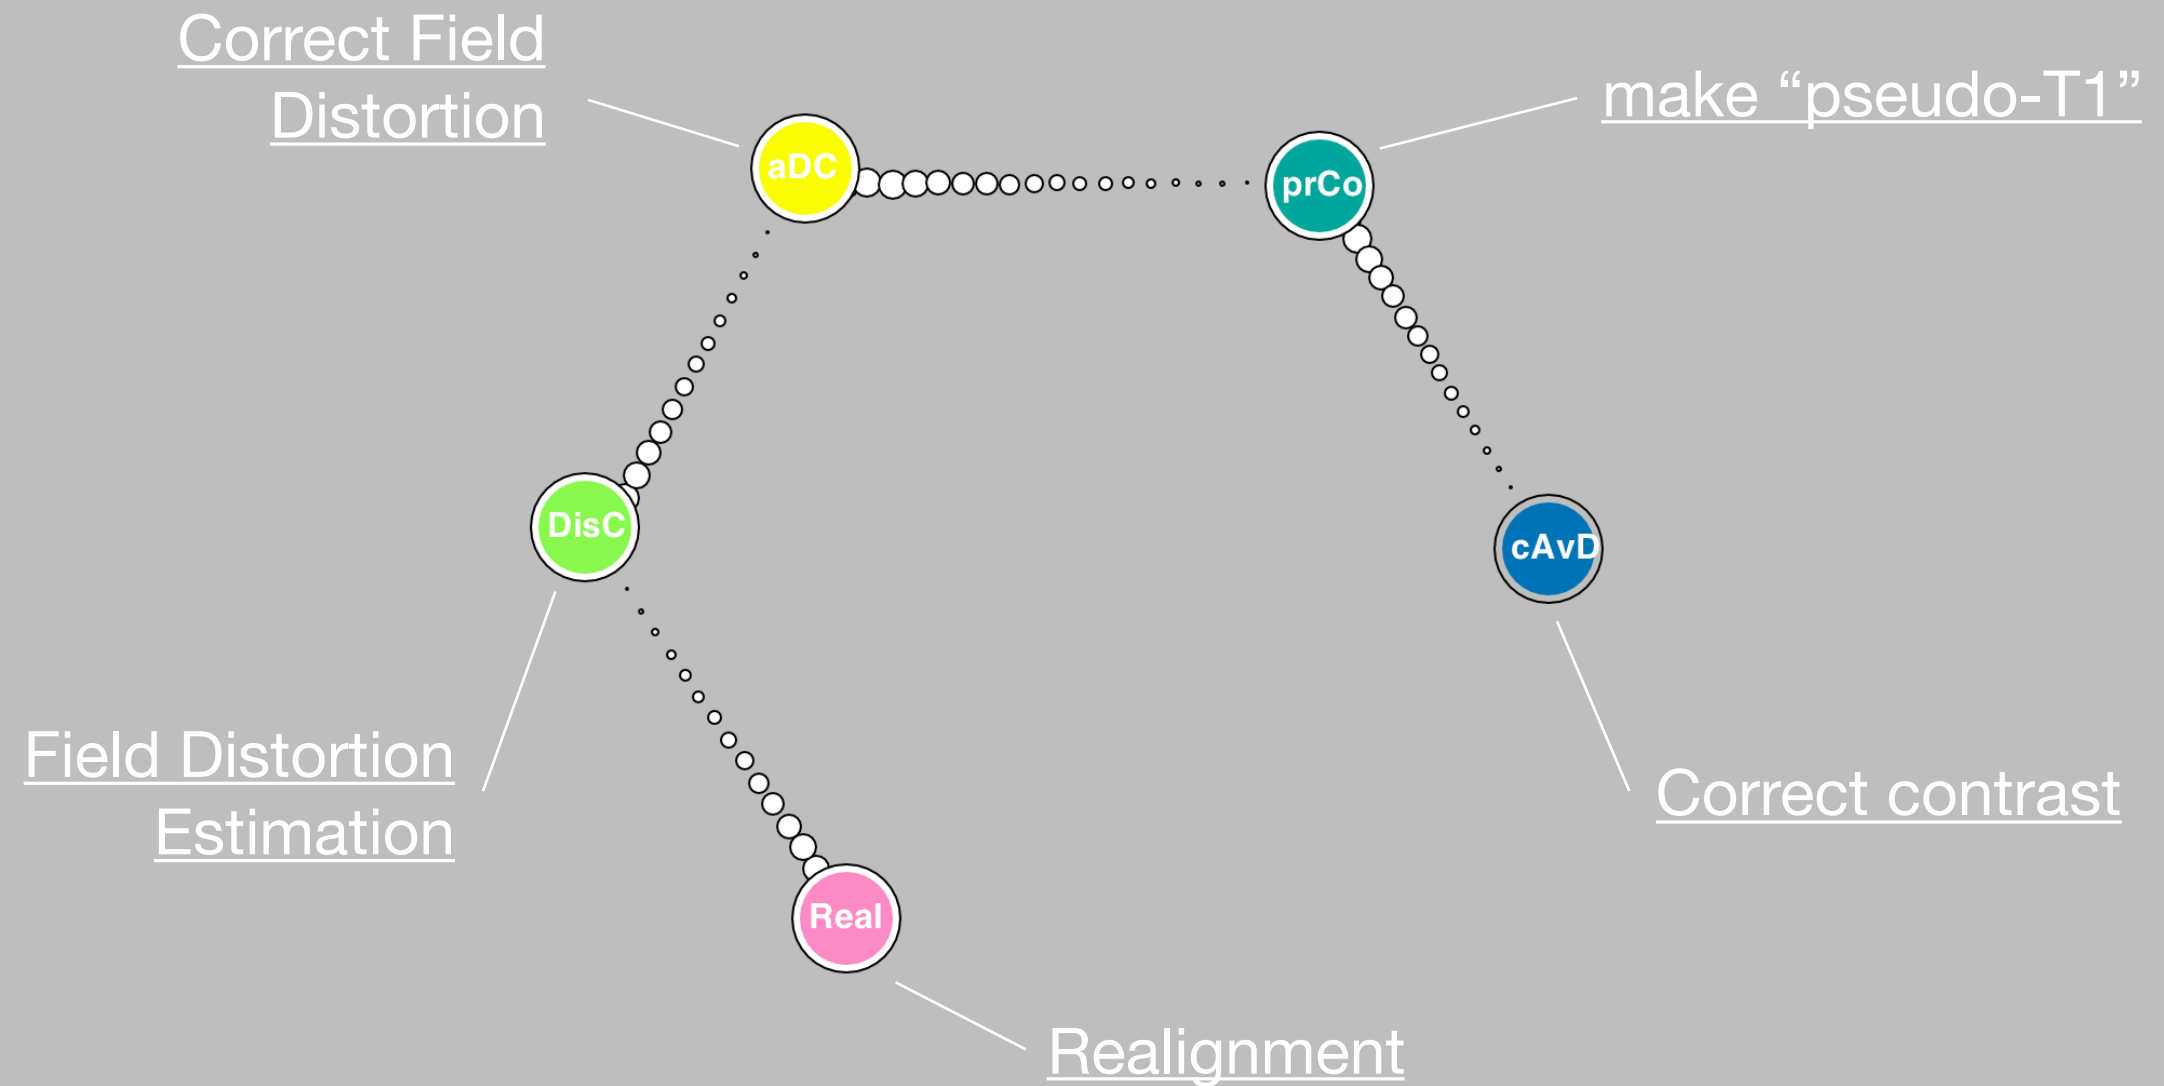 Correct Field
Distortion
make “pseudo-T1”
aDC
prCo
DisC
cAvD
Field Distortion
Estimation
Correct contrast
Real
Realignment